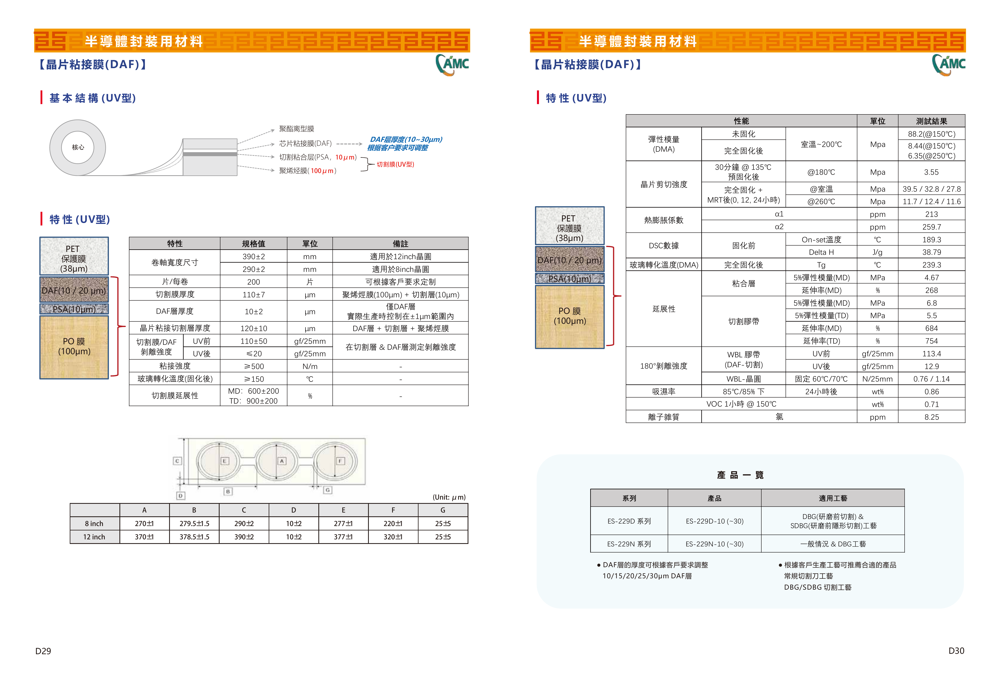 半導體封裝用材料
【晶片粘接膜(DAF)】
CAMC
基本結構 (UV型)
核心
聚酯离型膜
芯片粘接膜(DAF)
DAF层厚度(10~30μm)
根据客户要求可调整
切割粘合层(PSA, 10μm)
聚烯烃膜(100μm)
切割膜(UV型)
特性 (UV型)
PET
保護膜
(38μm)
DAF(10 / 20 μm)
PSA(10μm)
PO 膜
(100μm)
特性 規格值 單位 備註
卷軸寬度尺寸 390±2 mm 適用於12inch晶圓
290±2 mm 適用於8inch晶圓
片/每卷 200 片 可根據客戶要求定制
切割膜厚度 110±7 μm 聚烯烴膜(100μm) + 切割層(10μm)
DAF層厚度 10±2 μm 僅DAF層
實際生產時控制在±1μm範圍內
晶片粘接切割層厚度 120±10 μm DAF層 + 切割層 + 聚烯烴膜
切割膜/DAF
剝離強度
UV前 110±50 gf/25mm 在切割層 & DAF層測定剝離強度
UV後 ≤20 gf/25mm
粘接強度 ≥500 N/m -
玻璃轉化溫度(固化後) ≥150 ℃ -
切割膜延展性 MD: 600±200 % -
TD: 900±200
C E A F
D B G
(Unit: μm)
A B C D E F G
8 inch 270±1 279.5±1.5 290±2 10±2 277±1 220±1 25±5
12 inch 370±1 378.5±1.5 390±2 10±2 377±1 320±1 25±5
D29
半導體封裝用材料
【晶片粘接膜(DAF)】
CAMC
特性 (UV型)
PET
保護膜
(38μm)
DAF(10 / 20 μm)
PSA(10μm)
PO 膜
(100μm)
性能 單位 測試結果
彈性模量
(DMA)
未固化 室溫~200℃ Mpa 88.2(@150℃)
完全固化後 8.44(@150℃)
6.35(@250℃)
晶片剪切強度
30分鐘 @ 135℃
預固化後
@180℃ Mpa 3.55
完全固化 +
MRT後(0, 12, 24小時)
@室溫 Mpa 39.5 / 32.8 / 27.8
@260℃ Mpa 11.7 / 12.4 / 11.6
熱膨脹係數 α1 ppm 213
α2 ppm 259.7
DSC數據 固化前 On-set溫度 ℃ 189.3
Delta H J/g 38.79
玻璃轉化溫度(DMA) 完全固化後 Tg ℃ 239.3
延展性 粘合層 5%彈性模量(MD) MPa 4.67
延伸率(MD) % 268
切割膠帶 5%彈性模量(MD) MPa 6.8
5%彈性模量(TD) MPa 5.5
延伸率(MD) % 684
延伸率(TD) % 754
180°剝離強度
WBL 膠帶
(DAF-切割)
UV前 gf/25mm 113.4
UV後 gf/25mm 12.9
WBL-晶圓 固定 60℃/70℃ N/25mm 0.76 / 1.14
吸濕率 85℃/85% 下 24小時後 wt% 0.86
VOC 1小時 @ 150℃ wt% 0.71
離子雜質 氯 ppm 8.25
產品一覽
系列 產品 適用工藝
ES-229D 系列 ES-229D-10 (~30) DBG(研磨前切割) &
SDBG(研磨前隱形切割)工藝
ES-229N 系列 ES-229N-10 (~30) 一般情況 & DBG工藝
● DAF層的厚度可根據客戶要求調整
10/15/20/25/30μm DAF層
● 根據客戶生產工藝可推薦合適的產品
常規切割刀工藝
DBG/SDBG 切割工藝
D30